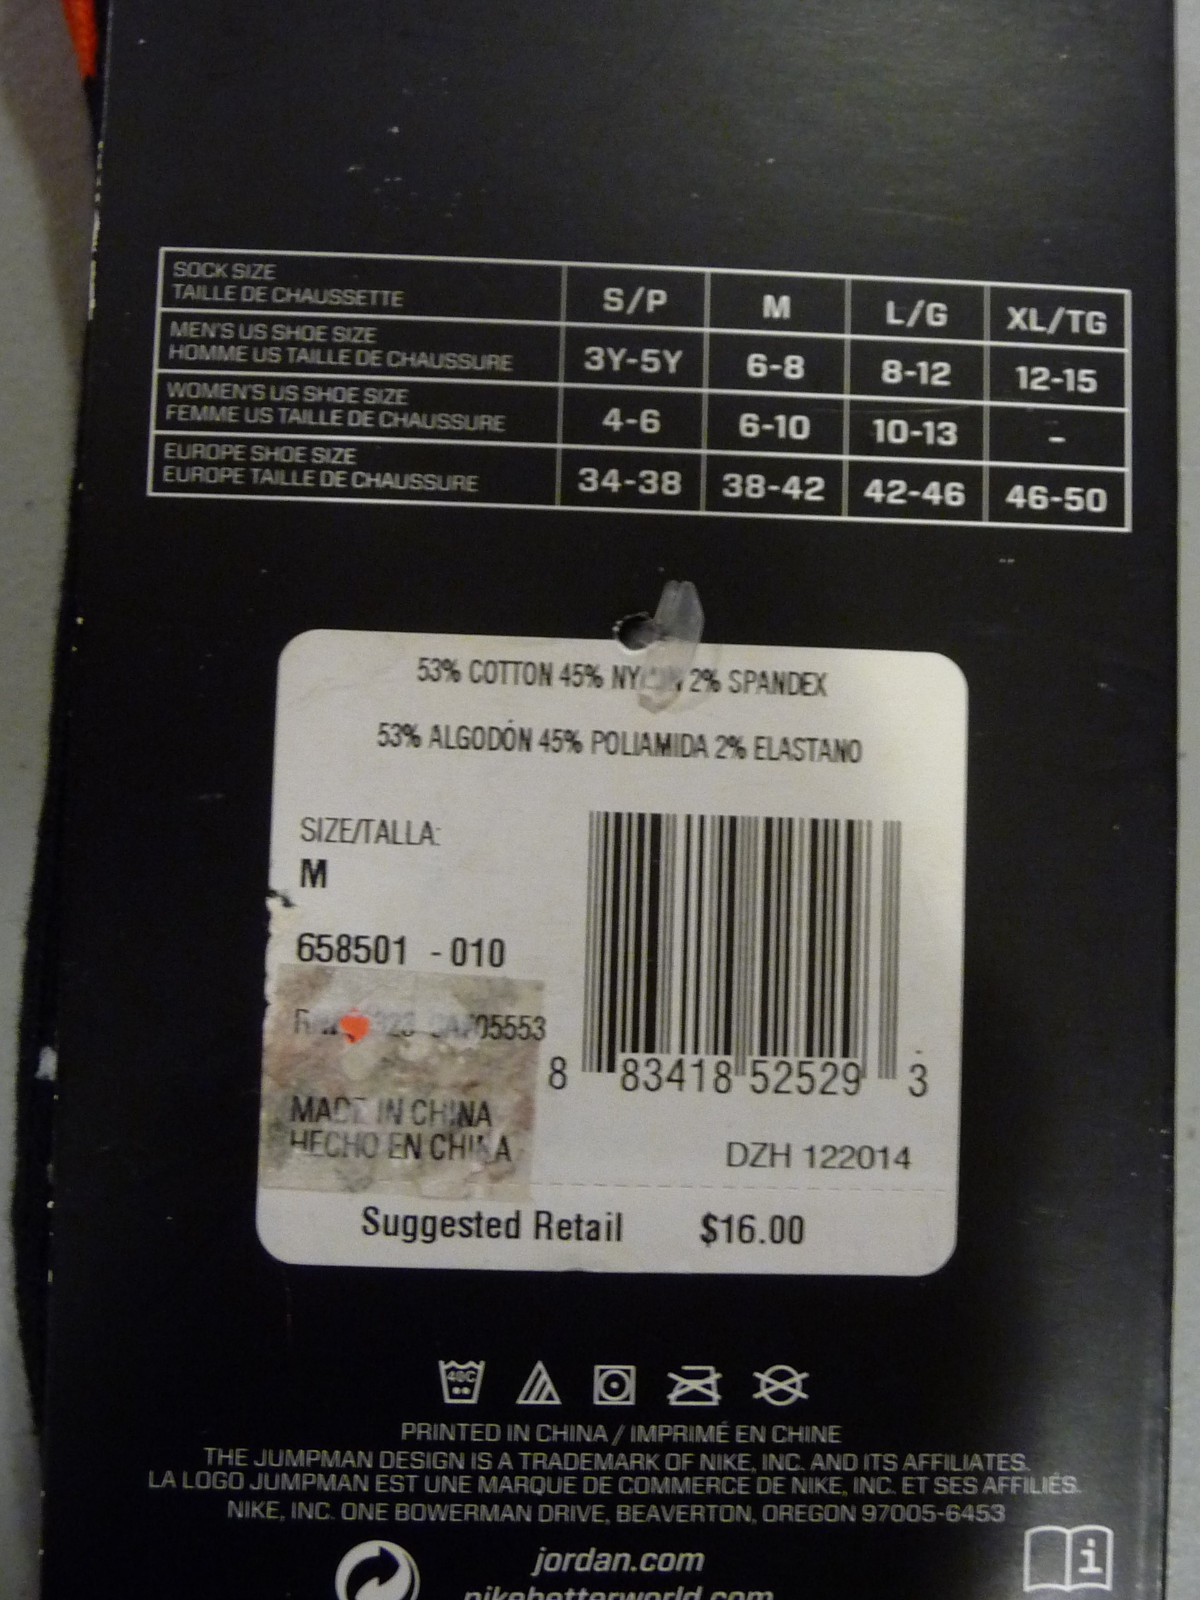 SOCK SIZE
TAILLE DE CHAUSSETTE
S/P M L/G XL/TG
MEN'S US SHOE SIZE
HOMME US TAILLE DE CHAUSSURE
3Y-5Y 6-8 8-12 12-15
WOMEN'S US SHOE SIZE
FEMME US TAILLE DE CHAUSSURE
4-6 6-10 10-13 -
EUROPE SHOE SIZE
EUROPE TAILLE DE CHAUSSURE
34-38 38-42 42-46 46-50
53% COTTON 45% NYLON 2% SPANDEX
53% ALGODÓN 45% POLIAMIDA 2% ELASTANO
SIZE/TALLA:
M
658501 -010
8 83418 52529 3
MADE IN CHINA
HECHO EN CHINA
DZH 122014
Suggested Retail $16.00
40C
PRINTED IN CHINA / IMPRIMÉ EN CHINE
THE JUMPMAN DESIGN IS A TRADEMARK OF NIKE, INC. AND ITS AFFILIATES.
LA LOGO JUMPMAN EST UNE MARQUE DE COMMERCE DE NIKE, INC. ET SES AFFILIÉS.
NIKE, INC. ONE BOWERMAN DRIVE, BEAVERTON, OREGON 97005-6453
i
jordan.com
nikebetterworld.com